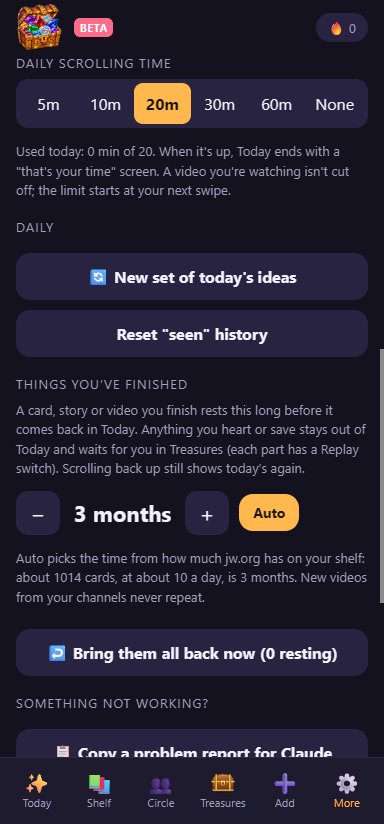 BETA
0
DAILY SCROLLING TIME
5m 10m 20m 30m 60m None
Used today: 0 min of 20. When it's up, Today ends with a
"that's your time" screen. A video you're watching isn't cut
off; the limit starts at your next swipe.
DAILY
New set of today's ideas
Reset "seen" history
THINGS YOU'VE FINISHED
A card, story or video you finish rests this long before it
comes back in Today. Anything you heart or save stays out of
Today and waits for you in Treasures (each part has a Replay
switch). Scrolling back up still shows today's again.
− 3 months + Auto
Auto picks the time from how much jw.org has on your shelf:
about 1014 cards, at about 10 a day, is 3 months. New videos
from your channels never repeat.
Bring them all back now (0 resting)
SOMETHING NOT WORKING?
Copy a problem report for Claude
Today Shelf Circle Treasures Add More